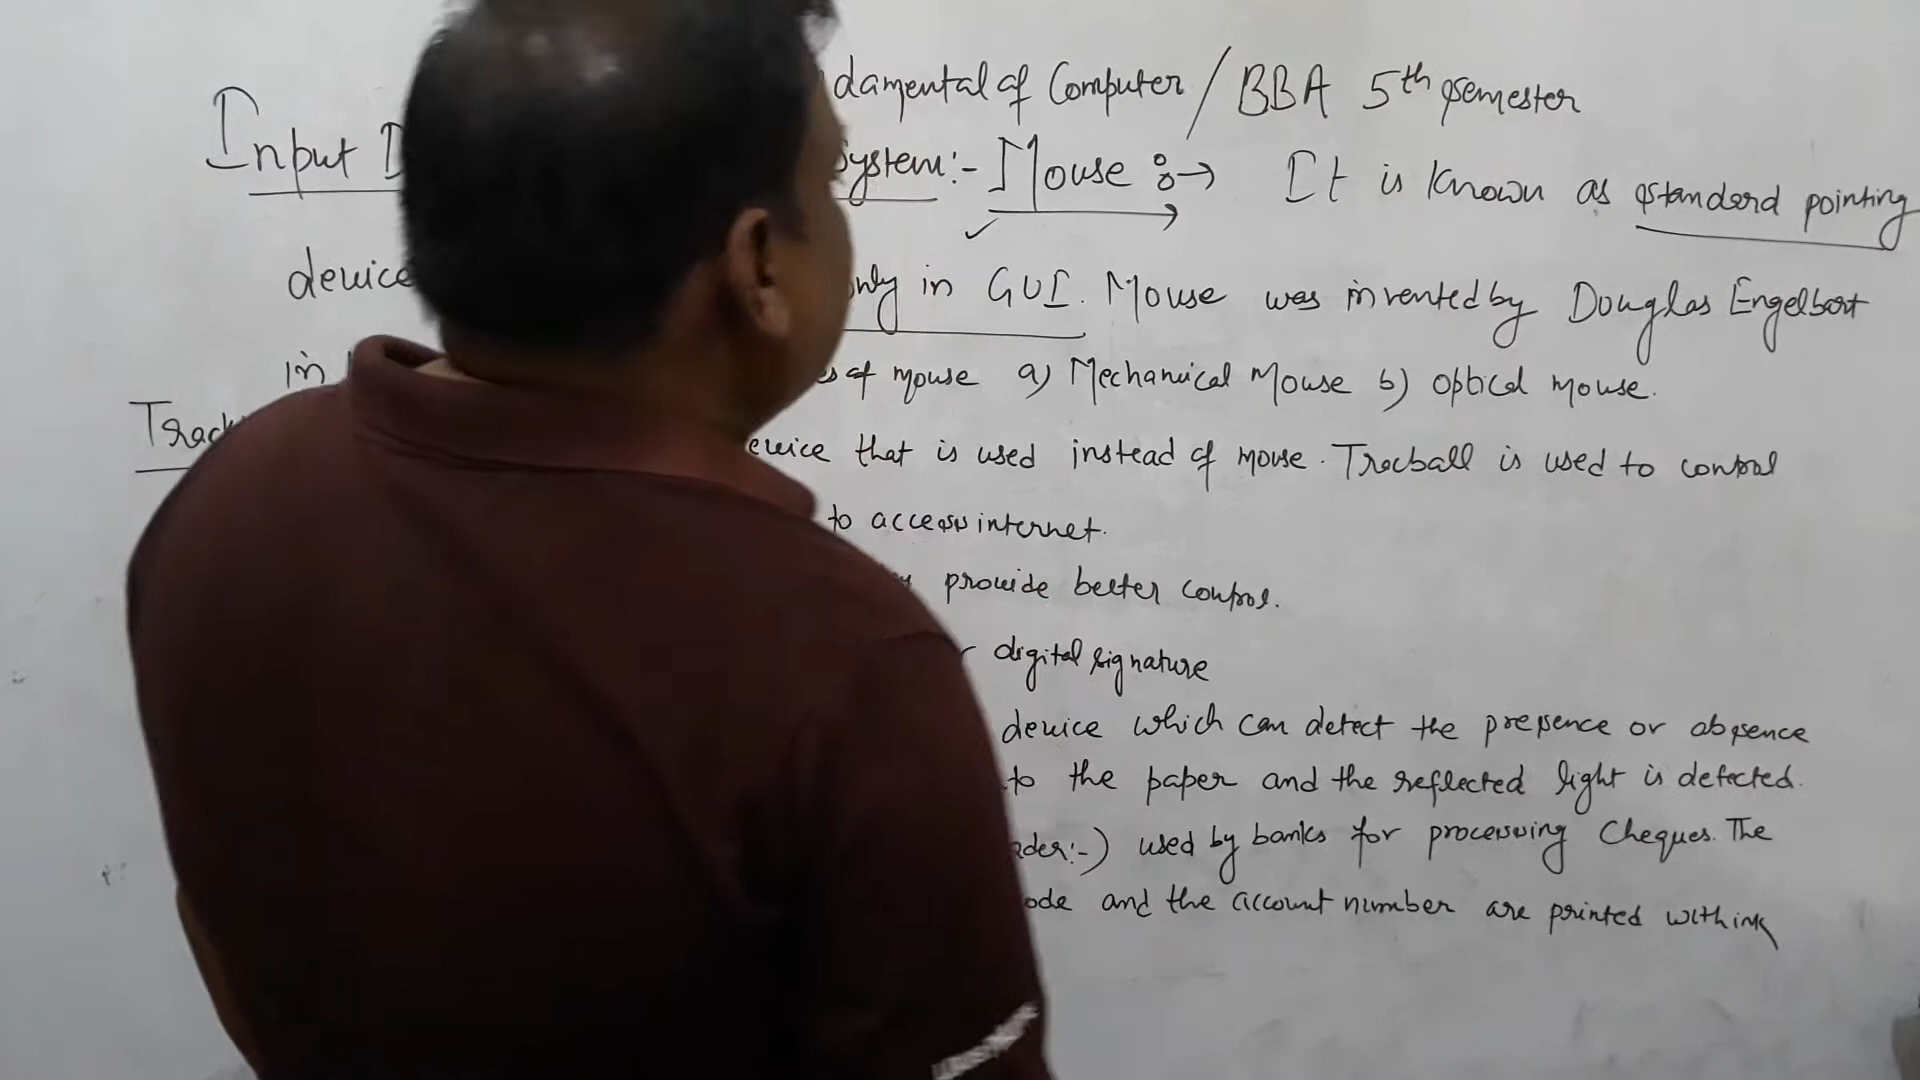 damental of Computer / BBA 5th semester
Input D System:- Mouse :→ It is known as standard pointing
device only in GUI. Mouse was invented by Douglas Engelbart
in es of mouse a) Mechanical Mouse b) optical mouse.
Track evice that is used instead of mouse. Tracball is used to control
to access internet.
provide better control.
digital signature
device which can detect the presence or absence
to the paper and the reflected light is detected.
ader:-) used by banks for processing Cheques. The
ode and the account number are printed with ink